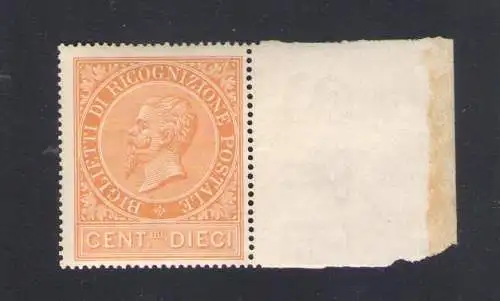 BIGLIETTI DI RICOGNIZIONE POSTALE
CENT.mi DIECI